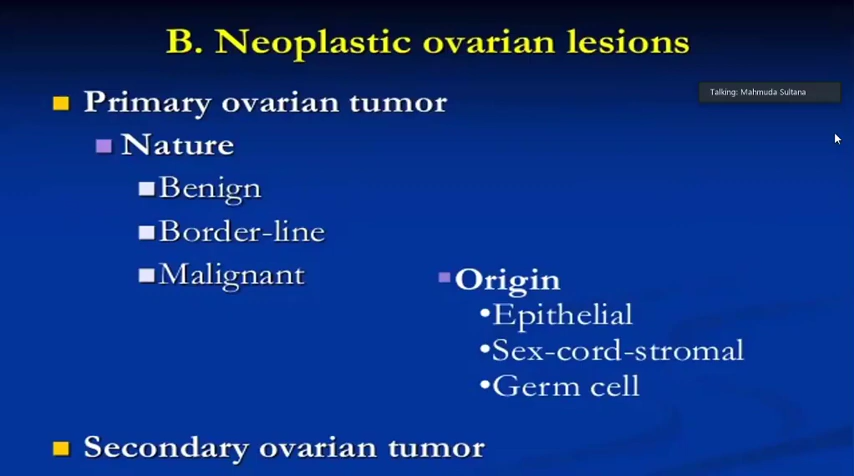 B. Neoplastic ovarian lesions
Primary ovarian tumor
Talking: Mahmuda Sultana
Nature
Benign
Border-line
Malignant
Origin
•Epithelial
•Sex-cord-stromal
•Germ cell
Secondary ovarian tumor